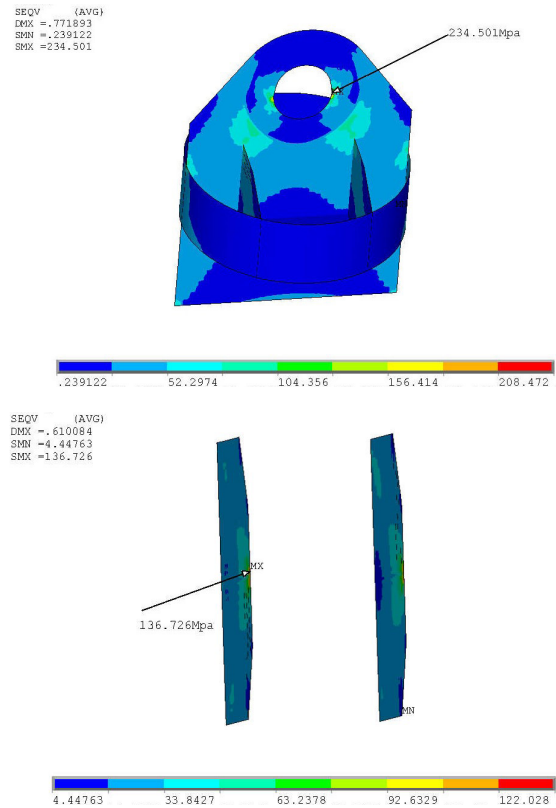 SEQV (AVG)
DMX =.771893
SMN =.239122
SMX =234.501
234.501Mpa
.239122 52.2974 104.356 156.414 208.472
SEQV (AVG)
DMX =.610084
SMN =4.44763
SMX =136.726
MX
136.726Mpa
MN
4.44763 33.8427 63.2378 92.6329 122.028